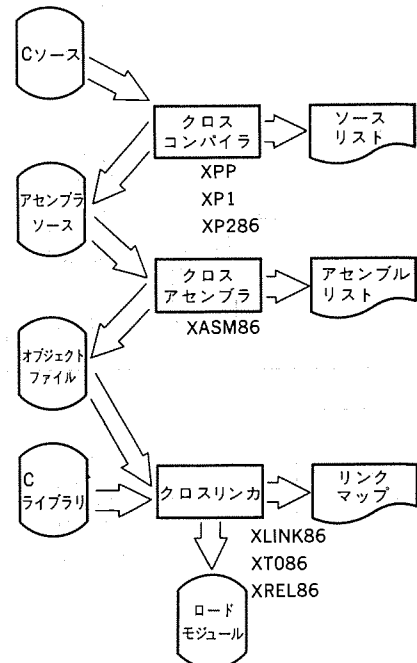 Cソース
クロス
コンパイラ
ソース
リスト
XPP
XP1
XP286
アセンブラ
ソース
クロス
アセンブラ
アセンブル
リスト
XASM86
オブジェクト
ファイル
C
ライブラリ
クロスリンカ
リンク
マップ
XLINK86
XTO86
XREL86
ロード
モジュール